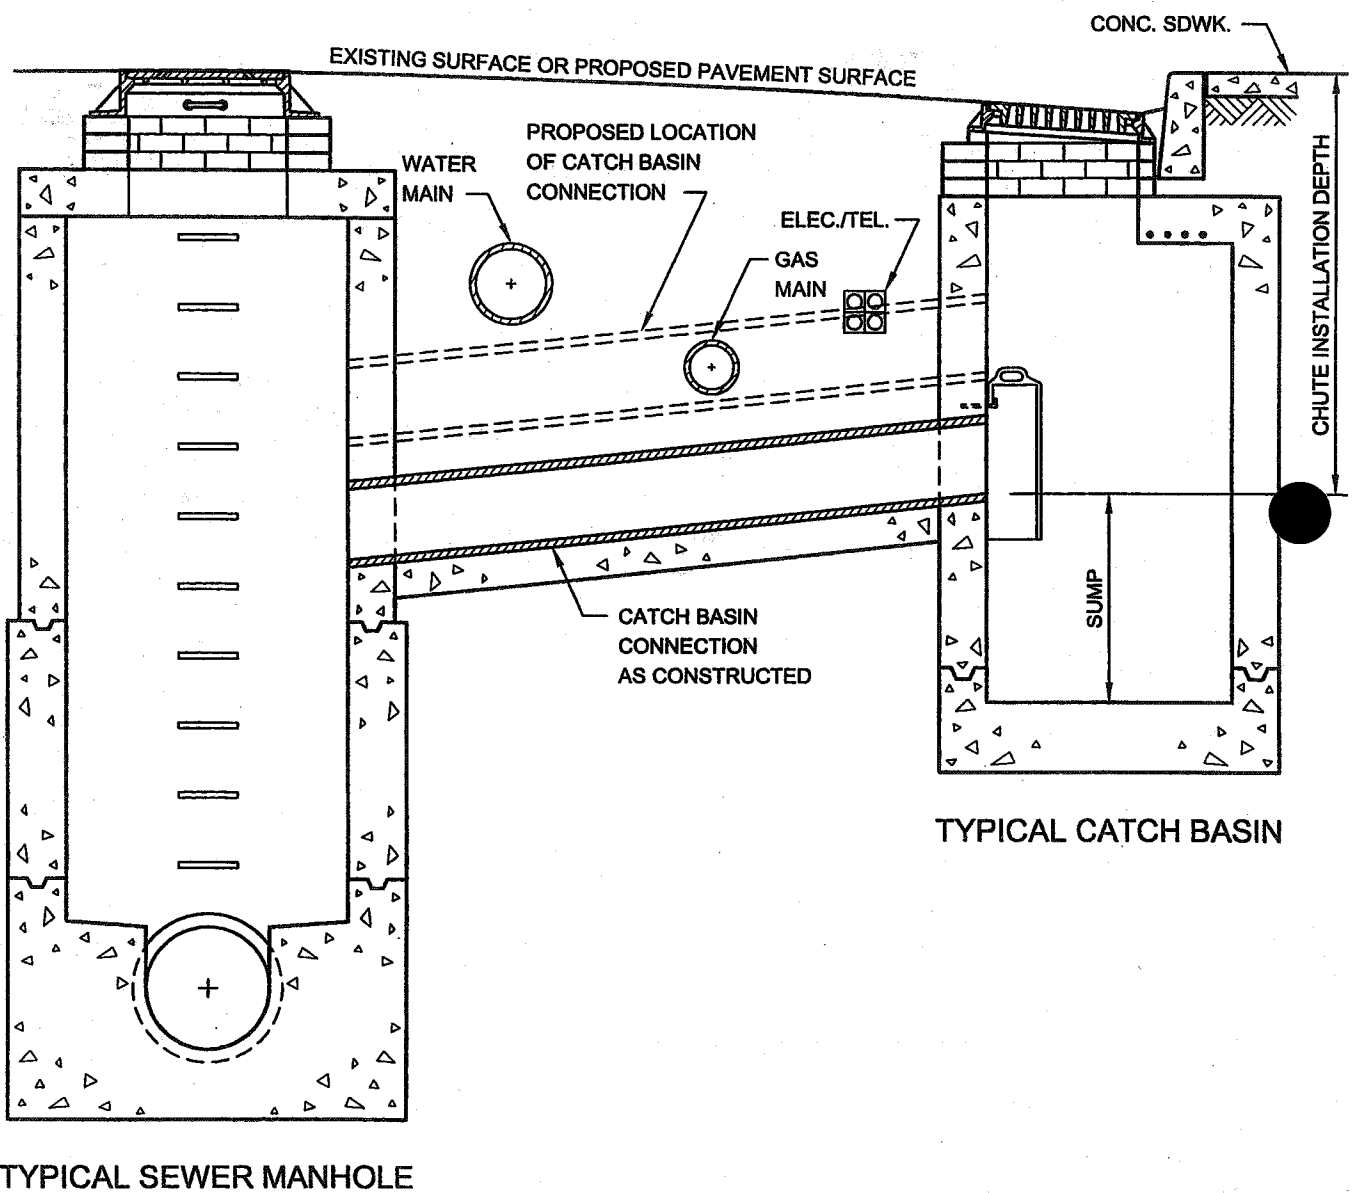 CONC. SDWK.
EXISTING SURFACE OR PROPOSED PAVEMENT SURFACE
PROPOSED LOCATION
OF CATCH BASIN
CONNECTION
WATER
MAIN
ELEC./TEL.
GAS
MAIN
CHUTE INSTALLATION DEPTH
SUMP
CATCH BASIN
CONNECTION
AS CONSTRUCTED
TYPICAL CATCH BASIN
TYPICAL SEWER MANHOLE